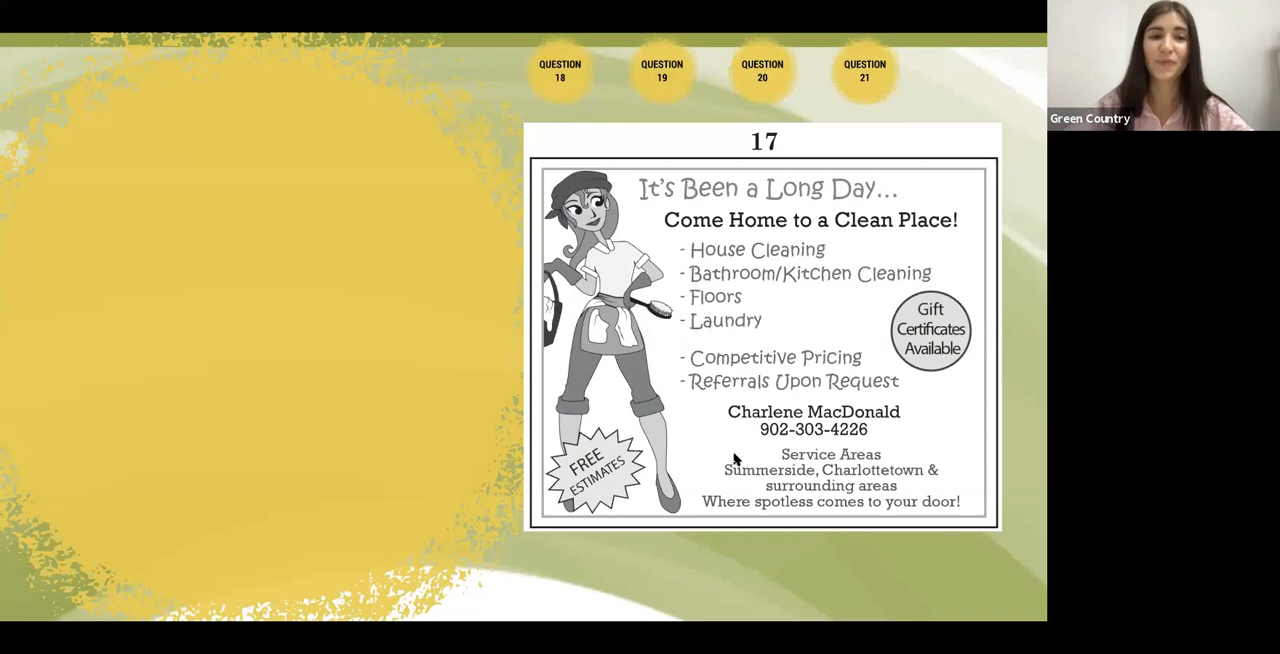 QUESTION
18
QUESTION
19
QUESTION
20
QUESTION
21
Green Country
17
It's Been a Long Day...
Come Home to a Clean Place!
- House Cleaning
- Bathroom/Kitchen Cleaning
- Floors
- Laundry
Gift
Certificates
Available
- Competitive Pricing
- Referrals Upon Request
Charlene MacDonald
902-303-4226
FREE
ESTIMATES
Service Areas
Summerside, Charlottetown &
surrounding areas
Where spotless comes to your door!